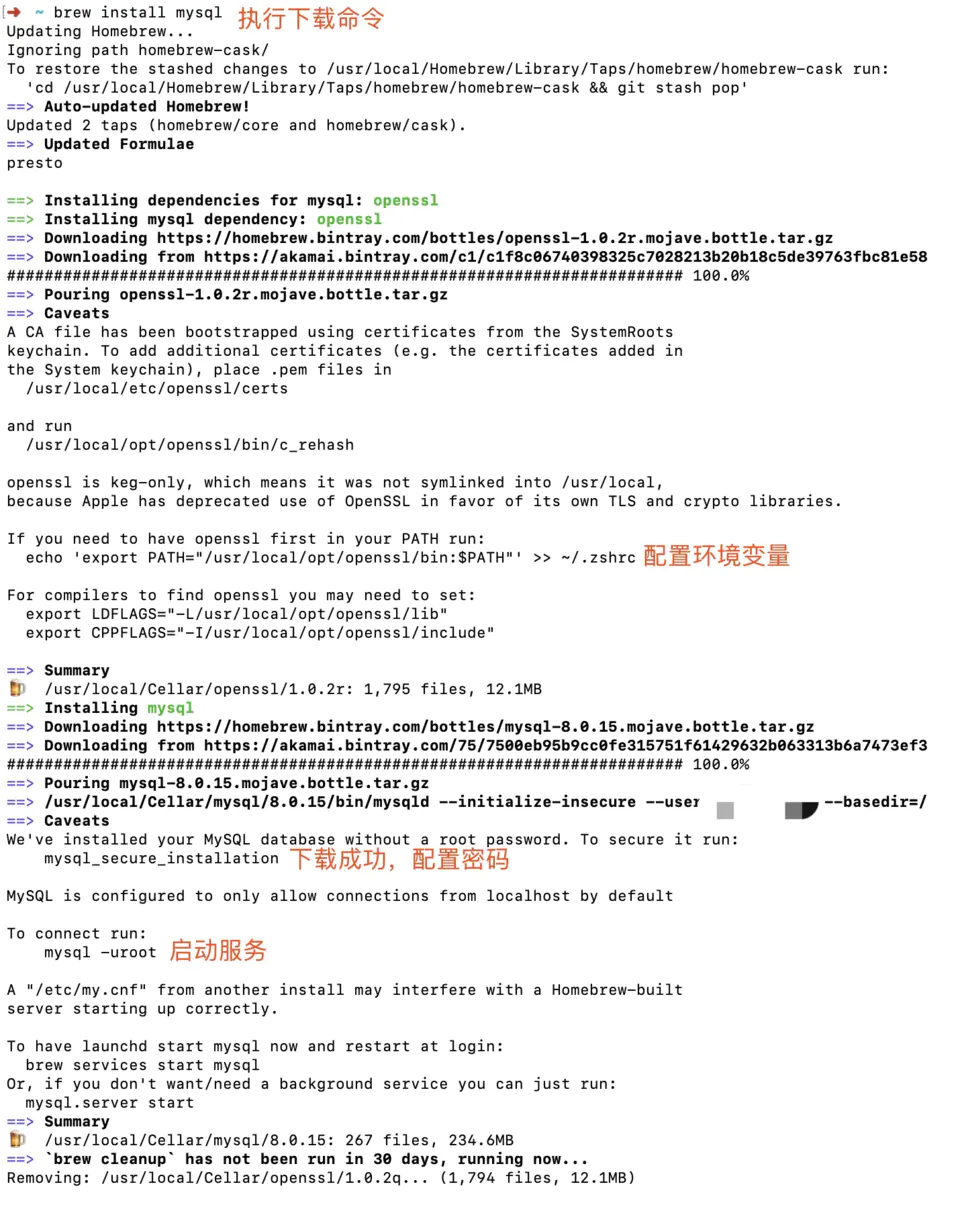 [➜  ~ brew install mysql 执行下载命令
Updating Homebrew...
Ignoring path homebrew-cask/
To restore the stashed changes to /usr/local/Homebrew/Library/Taps/homebrew/homebrew-cask run:
  'cd /usr/local/Homebrew/Library/Taps/homebrew/homebrew-cask && git stash pop'
==> Auto-updated Homebrew!
Updated 2 taps (homebrew/core and homebrew/cask).
==> Updated Formulae
presto

==> Installing dependencies for mysql: openssl
==> Installing mysql dependency: openssl
==> Downloading https://homebrew.bintray.com/bottles/openssl-1.0.2r.mojave.bottle.tar.gz
==> Downloading from https://akamai.bintray.com/c1/c1f8c06740398325c7028213b20b18c5de39763fbc81e58
######################################################################## 100.0%
==> Pouring openssl-1.0.2r.mojave.bottle.tar.gz
==> Caveats
A CA file has been bootstrapped using certificates from the SystemRoots
keychain. To add additional certificates (e.g. the certificates added in
the System keychain), place .pem files in
  /usr/local/etc/openssl/certs

and run
  /usr/local/opt/openssl/bin/c_rehash

openssl is keg-only, which means it was not symlinked into /usr/local,
because Apple has deprecated use of OpenSSL in favor of its own TLS and crypto libraries.

If you need to have openssl first in your PATH run:
  echo 'export PATH="/usr/local/opt/openssl/bin:$PATH"' >> ~/.zshrc 配置环境变量

For compilers to find openssl you may need to set:
  export LDFLAGS="-L/usr/local/opt/openssl/lib"
  export CPPFLAGS="-I/usr/local/opt/openssl/include"

==> Summary
🍺  /usr/local/Cellar/openssl/1.0.2r: 1,795 files, 12.1MB
==> Installing mysql
==> Downloading https://homebrew.bintray.com/bottles/mysql-8.0.15.mojave.bottle.tar.gz
==> Downloading from https://akamai.bintray.com/75/7500eb95b9cc0fe315751f61429632b063313b6a7473ef3
######################################################################## 100.0%
==> Pouring mysql-8.0.15.mojave.bottle.tar.gz
==> /usr/local/Cellar/mysql/8.0.15/bin/mysqld --initialize-insecure --user --basedir=/
==> Caveats
We've installed your MySQL database without a root password. To secure it run:
    mysql_secure_installation 下载成功，配置密码

MySQL is configured to only allow connections from localhost by default

To connect run:
    mysql -uroot 启动服务

A "/etc/my.cnf" from another install may interfere with a Homebrew-built
server starting up correctly.

To have launchd start mysql now and restart at login:
  brew services start mysql
Or, if you don't want/need a background service you can just run:
  mysql.server start
==> Summary
🍺  /usr/local/Cellar/mysql/8.0.15: 267 files, 234.6MB
==> `brew cleanup` has not been run in 30 days, running now...
Removing: /usr/local/Cellar/openssl/1.0.2q... (1,794 files, 12.1MB)